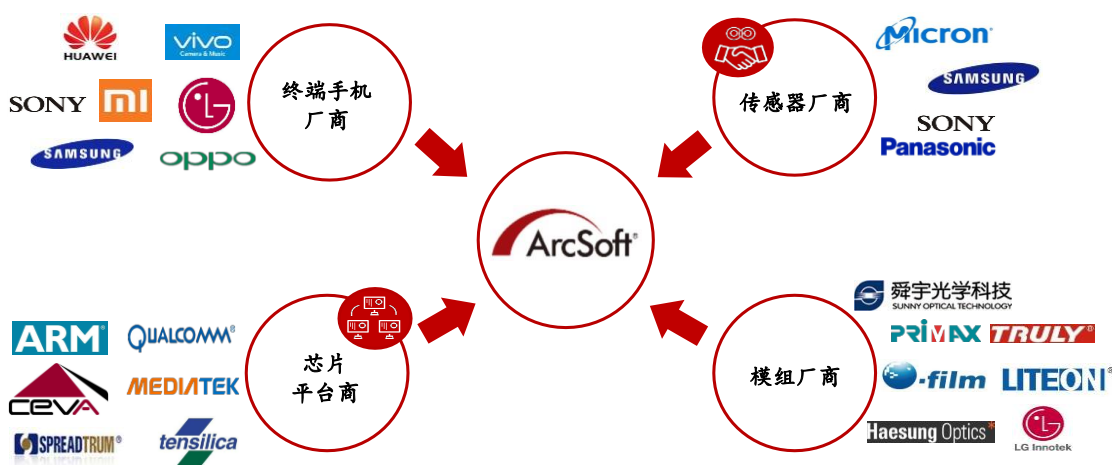 HUAWEI
vivo
Camera & Music
SONY
mi
LG
SAMSUNG
oppo
终端手机
厂商
传感器厂商
Micron
SAMSUNG
SONY
Panasonic
ArcSoft®
ARM®
QUALCOMM®
CEVA
MEDIATEK
SPREADTRUM®
tensilica
芯片
平台商
模组厂商
舜宇光学科技
SUNNY OPTICAL TECHNOLOGY
PRIMAX
TRULY®
-film
LITEON®
Haesung Optics*
LG
LG Innotek